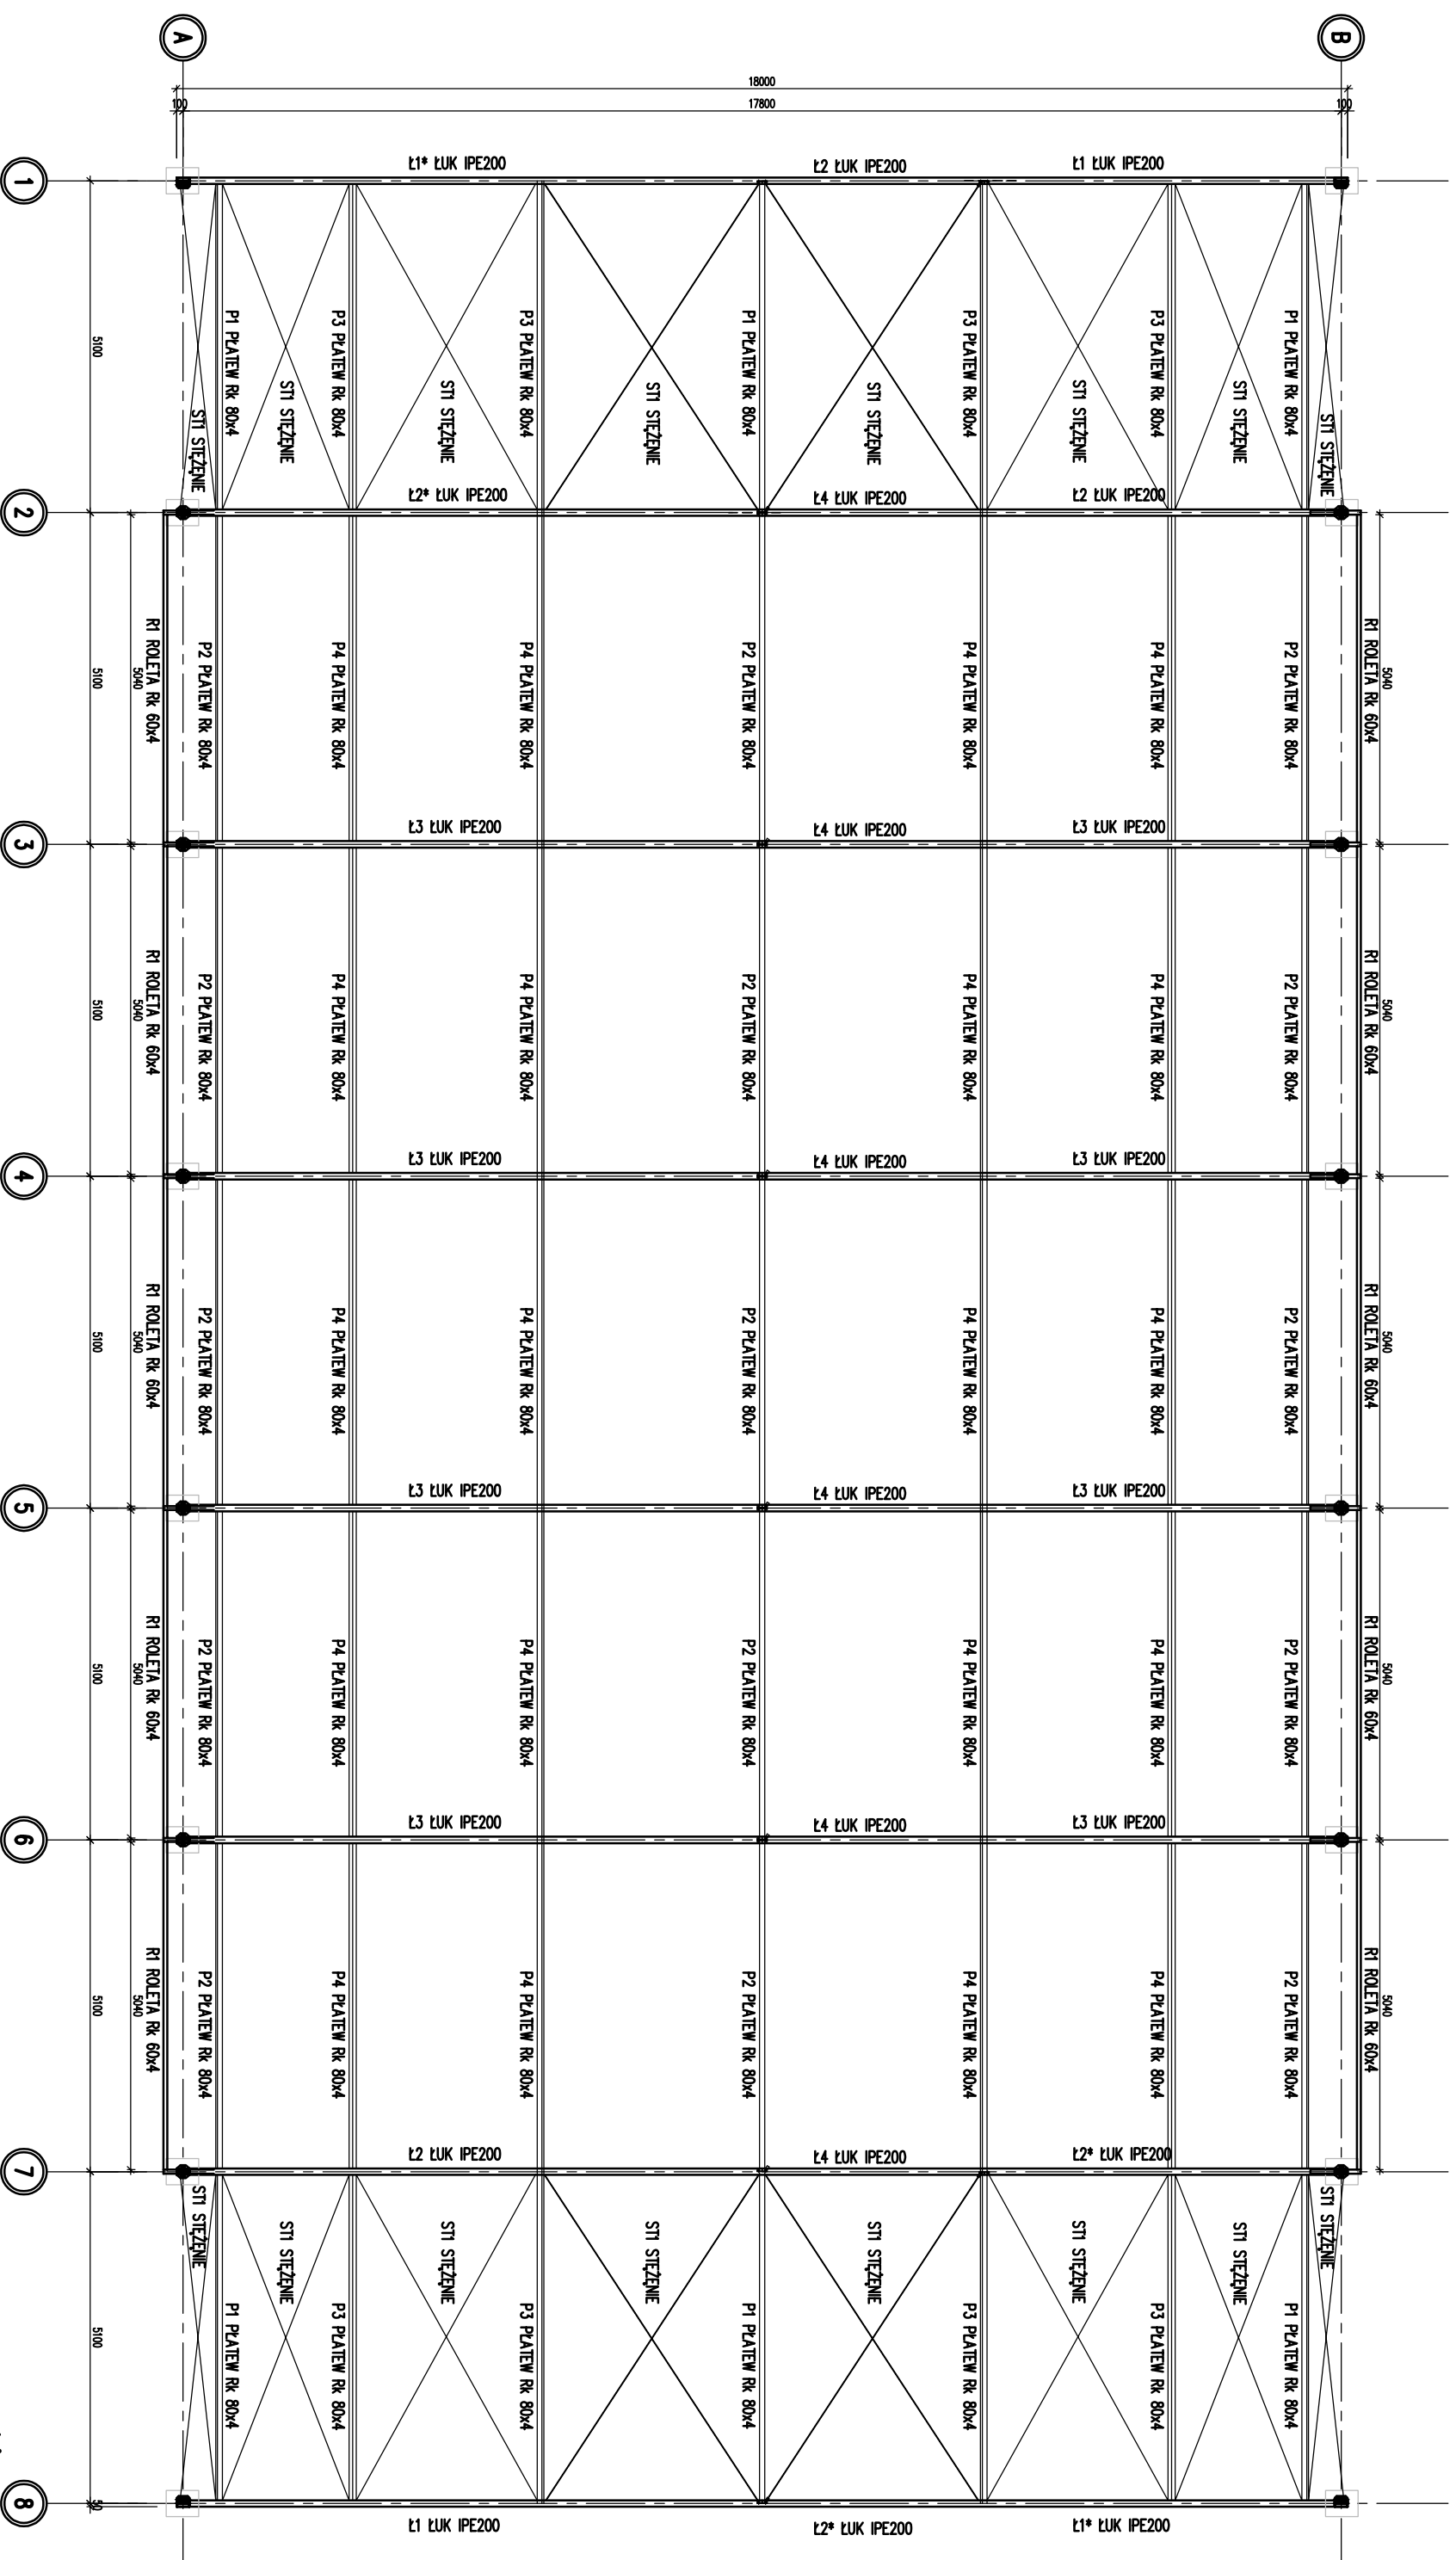 A
B
18000
100
17800
100
Ł1* ŁUK IPE200
Ł2 ŁUK IPE200
Ł1 ŁUK IPE200
1
5100
P1 PŁATEW Rk 80x4
P3 PŁATEW Rk 80x4
P3 PŁATEW Rk 80x4
P1 PŁATEW Rk 80x4
P3 PŁATEW Rk 80x4
P3 PŁATEW Rk 80x4
P1 PŁATEW Rk 80x4
ST1 STĘŻENIE
ST1 STĘŻENIE
ST1 STĘŻENIE
ST1 STĘŻENIE
ST1 STĘŻENIE
ST1 STĘŻENIE
ST1 STĘŻENIE
ST1 STĘŻENIE
Ł2* ŁUK IPE200
Ł4 ŁUK IPE200
Ł2 ŁUK IPE200
2
5100
5040
R1 ROLETA Rk 60x4
P2 PŁATEW Rk 80x4
P4 PŁATEW Rk 80x4
P4 PŁATEW Rk 80x4
P2 PŁATEW Rk 80x4
P4 PŁATEW Rk 80x4
P4 PŁATEW Rk 80x4
P2 PŁATEW Rk 80x4
R1 ROLETA Rk 60x4
5040
Ł3 ŁUK IPE200
Ł4 ŁUK IPE200
Ł3 ŁUK IPE200
3
5100
5040
R1 ROLETA Rk 60x4
P2 PŁATEW Rk 80x4
P4 PŁATEW Rk 80x4
P4 PŁATEW Rk 80x4
P2 PŁATEW Rk 80x4
P4 PŁATEW Rk 80x4
P4 PŁATEW Rk 80x4
P2 PŁATEW Rk 80x4
R1 ROLETA Rk 60x4
5040
Ł3 ŁUK IPE200
Ł4 ŁUK IPE200
Ł3 ŁUK IPE200
4
5100
5040
R1 ROLETA Rk 60x4
P2 PŁATEW Rk 80x4
P4 PŁATEW Rk 80x4
P4 PŁATEW Rk 80x4
P2 PŁATEW Rk 80x4
P4 PŁATEW Rk 80x4
P4 PŁATEW Rk 80x4
P2 PŁATEW Rk 80x4
R1 ROLETA Rk 60x4
5040
Ł3 ŁUK IPE200
Ł4 ŁUK IPE200
Ł3 ŁUK IPE200
5
5100
5040
R1 ROLETA Rk 60x4
P2 PŁATEW Rk 80x4
P4 PŁATEW Rk 80x4
P4 PŁATEW Rk 80x4
P2 PŁATEW Rk 80x4
P4 PŁATEW Rk 80x4
P4 PŁATEW Rk 80x4
P2 PŁATEW Rk 80x4
R1 ROLETA Rk 60x4
5040
Ł3 ŁUK IPE200
Ł4 ŁUK IPE200
Ł3 ŁUK IPE200
6
5100
5040
R1 ROLETA Rk 60x4
P2 PŁATEW Rk 80x4
P4 PŁATEW Rk 80x4
P4 PŁATEW Rk 80x4
P2 PŁATEW Rk 80x4
P4 PŁATEW Rk 80x4
P4 PŁATEW Rk 80x4
P2 PŁATEW Rk 80x4
R1 ROLETA Rk 60x4
5040
Ł2 ŁUK IPE200
Ł4 ŁUK IPE200
Ł2* ŁUK IPE200
7
5100
ST1 STĘŻENIE
ST1 STĘŻENIE
ST1 STĘŻENIE
ST1 STĘŻENIE
ST1 STĘŻENIE
ST1 STĘŻENIE
ST1 STĘŻENIE
ST1 STĘŻENIE
P1 PŁATEW Rk 80x4
P3 PŁATEW Rk 80x4
P3 PŁATEW Rk 80x4
P1 PŁATEW Rk 80x4
P3 PŁATEW Rk 80x4
P3 PŁATEW Rk 80x4
P1 PŁATEW Rk 80x4
8
50
Ł1 ŁUK IPE200
Ł2* ŁUK IPE200
Ł1* ŁUK IPE200